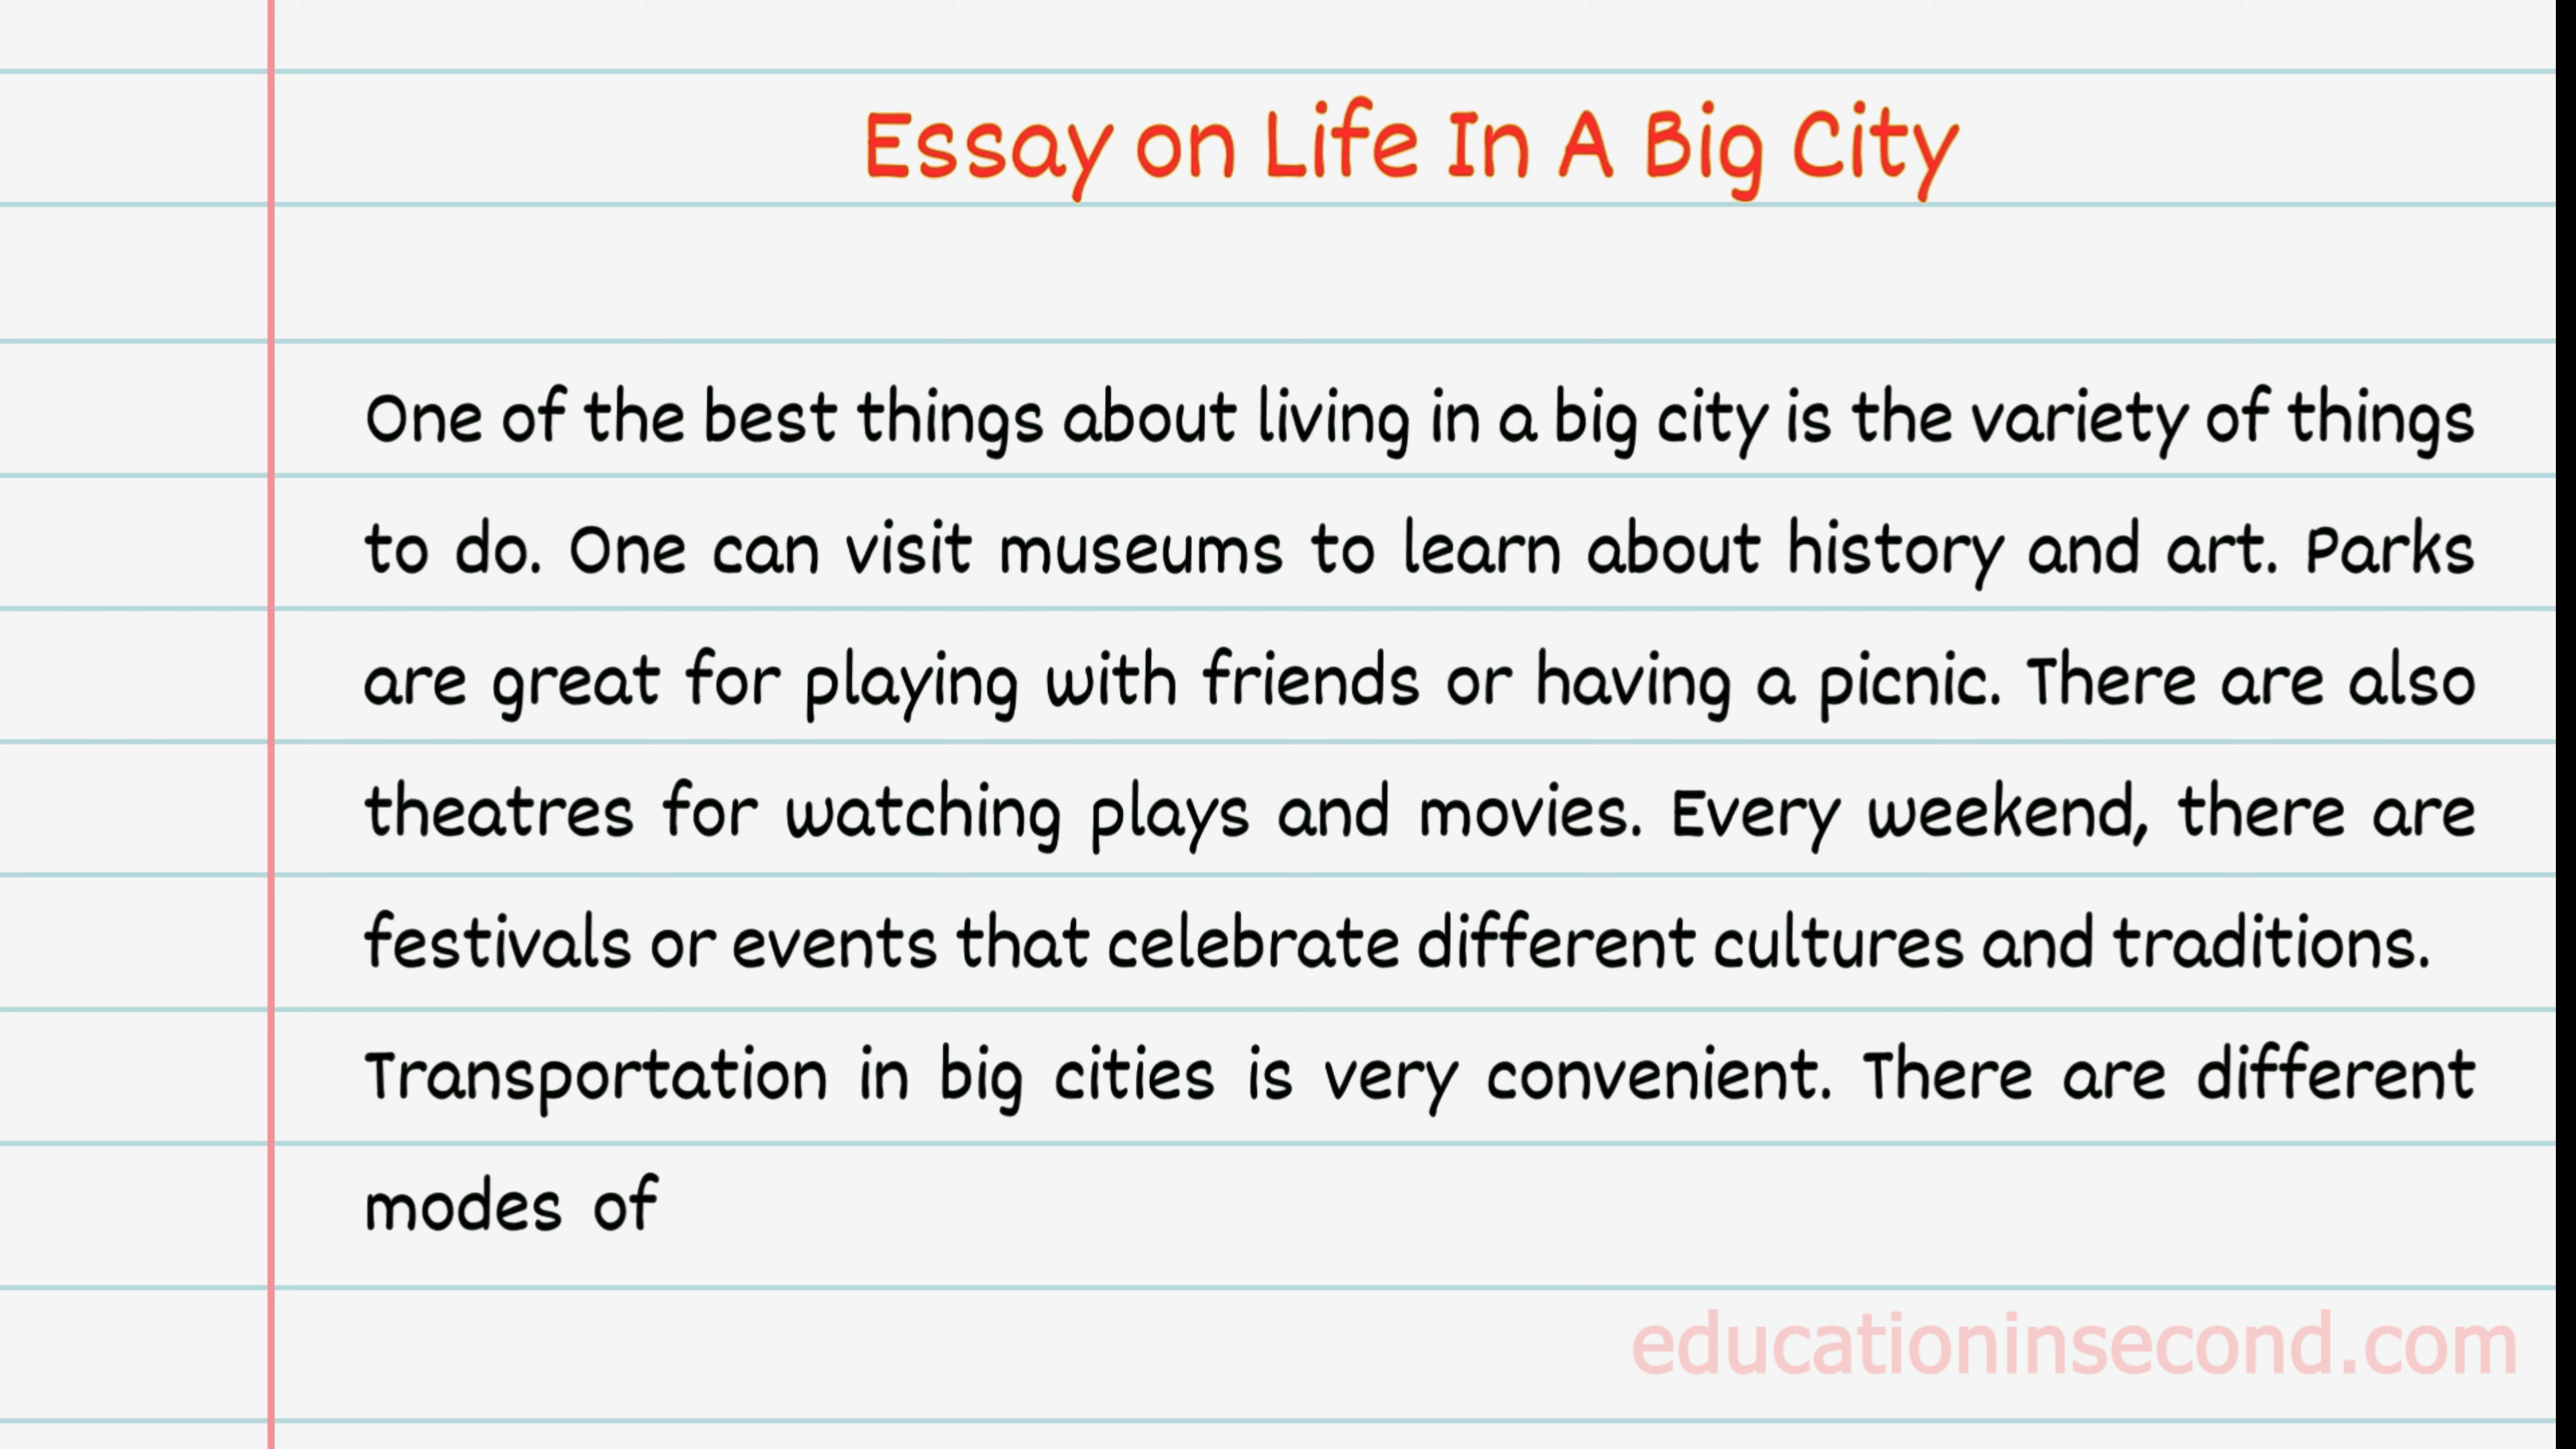 Essay on Life In A Big City
One of the best things about living in a big city is the variety of things
to do. One can visit museums to learn about history and art. Parks
are great for playing with friends or having a picnic. There are also
theatres for watching plays and movies. Every weekend, there are
festivals or events that celebrate different cultures and traditions.
Transportation in big cities is very convenient. There are different
modes of
educationinsecond.com